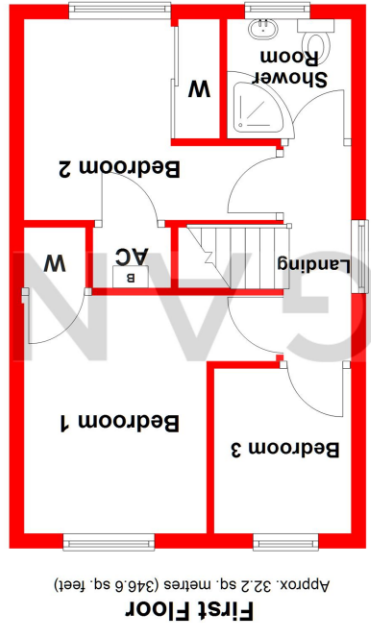 First Floor
Approx. 32.2 sq. metres (346.6 sq. feet)
Bedroom 3
Bedroom 1
Landing
B
AC
W
Bedroom 2
W
Shower
Room
GAN